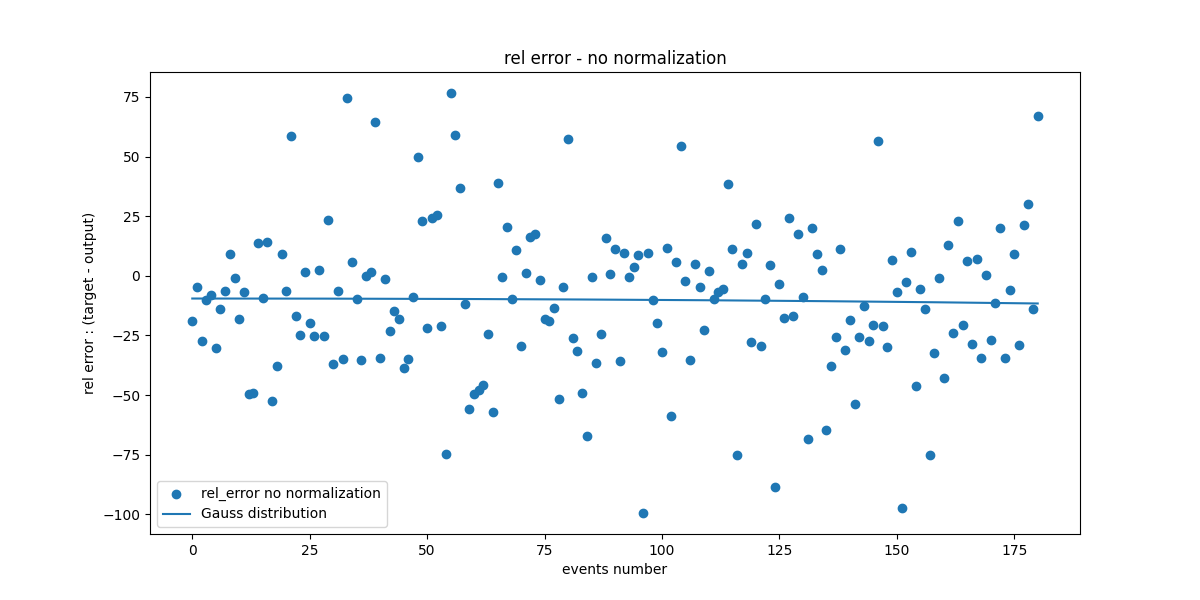 rel error - no normalization
rel error : (target - output)
75
50
25
0
−25
−50
−75
−100
rel_error no normalization
Gauss distribution
0 25 50 75 100 125 150 175
events number